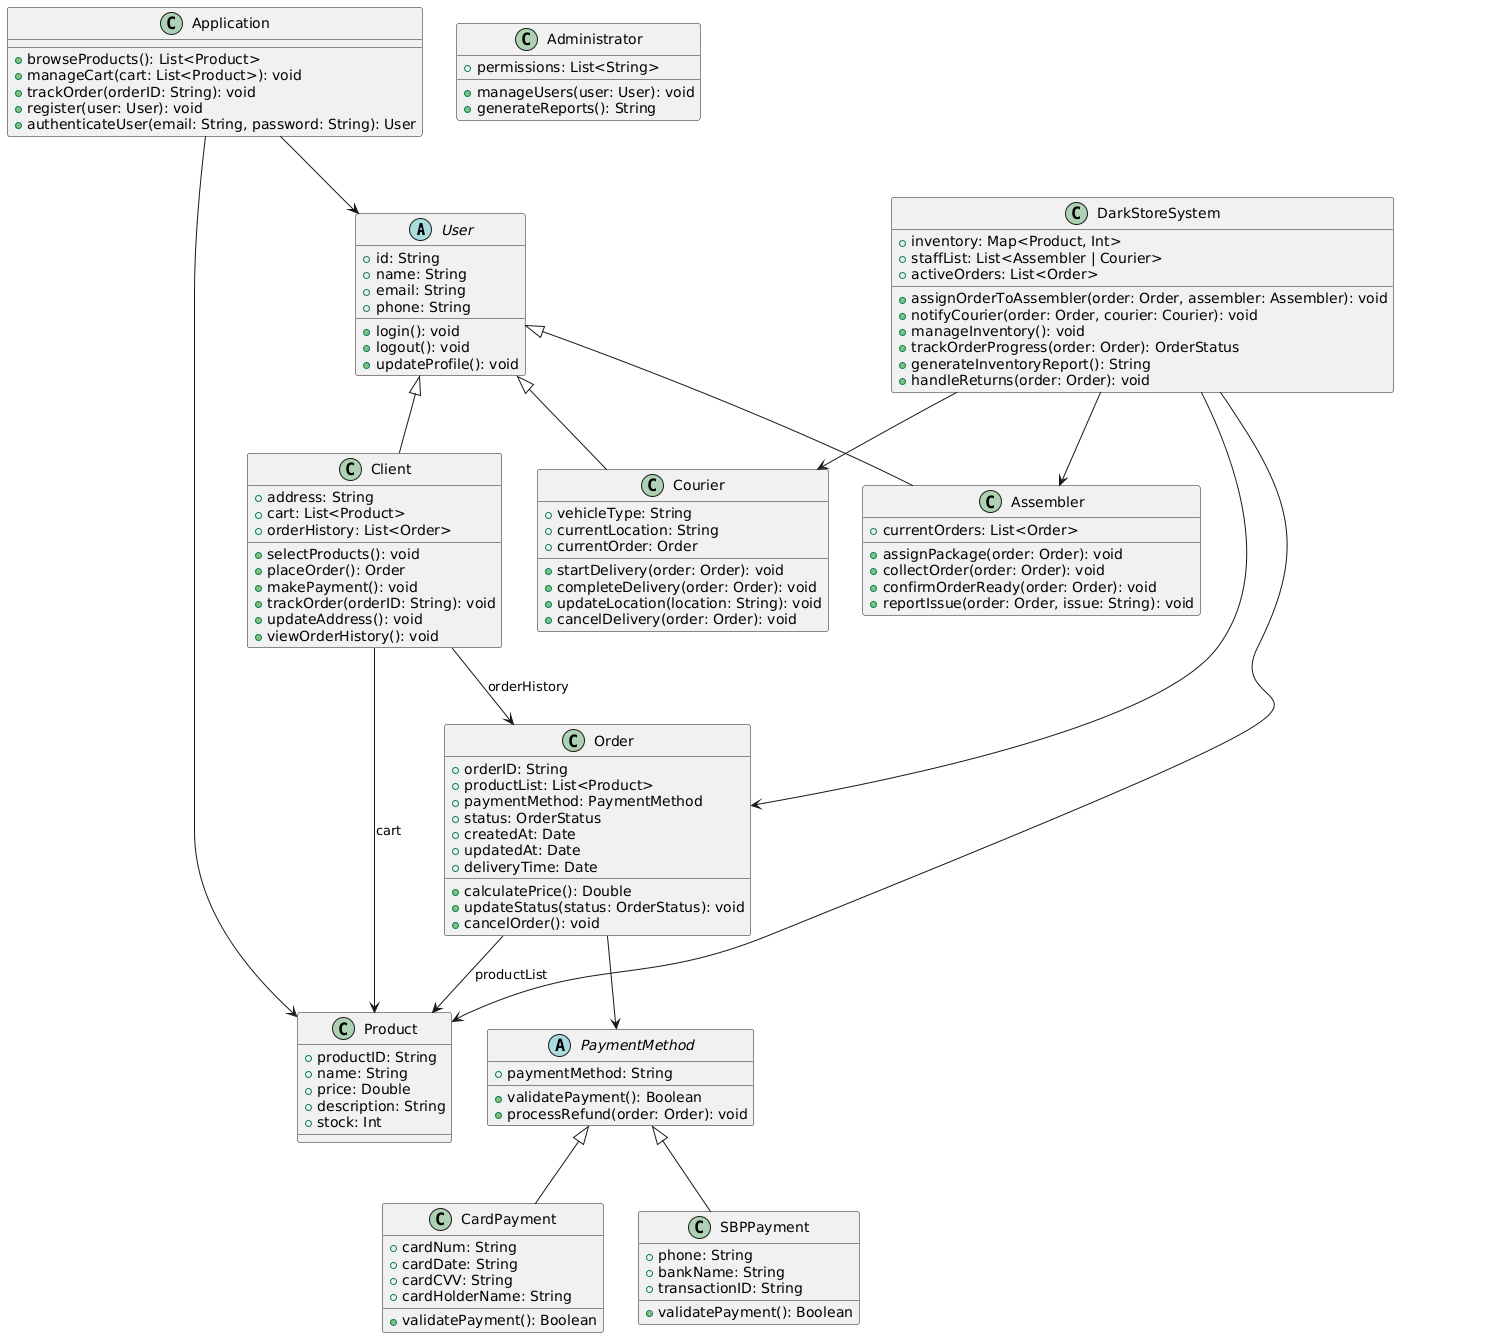 C Application
browseProducts(): List<Product>
manageCart(cart: List<Product>): void
trackOrder(orderID: String): void
register(user: User): void
authenticateUser(email: String, password: String): User
C Administrator
permissions: List<String>
manageUsers(user: User): void
generateReports(): String
A User
id: String
name: String
email: String
phone: String
login(): void
logout(): void
updateProfile(): void
C DarkStoreSystem
inventory: Map<Product, Int>
staffList: List<Assembler | Courier>
activeOrders: List<Order>
assignOrderToAssembler(order: Order, assembler: Assembler): void
notifyCourier(order: Order, courier: Courier): void
manageInventory(): void
trackOrderProgress(order: Order): OrderStatus
generateInventoryReport(): String
handleReturns(order: Order): void
C Client
address: String
cart: List<Product>
orderHistory: List<Order>
selectProducts(): void
placeOrder(): Order
makePayment(): void
trackOrder(orderID: String): void
updateAddress(): void
viewOrderHistory(): void
C Courier
vehicleType: String
currentLocation: String
currentOrder: Order
startDelivery(order: Order): void
completeDelivery(order: Order): void
updateLocation(location: String): void
cancelDelivery(order: Order): void
C Assembler
currentOrders: List<Order>
assignPackage(order: Order): void
collectOrder(order: Order): void
confirmOrderReady(order: Order): void
reportIssue(order: Order, issue: String): void
orderHistory
C Order
orderID: String
productList: List<Product>
paymentMethod: PaymentMethod
status: OrderStatus
createdAt: Date
updatedAt: Date
deliveryTime: Date
calculatePrice(): Double
updateStatus(status: OrderStatus): void
cancelOrder(): void
cart
productList
C Product
productID: String
name: String
price: Double
description: String
stock: Int
A PaymentMethod
paymentMethod: String
validatePayment(): Boolean
processRefund(order: Order): void
C CardPayment
cardNum: String
cardDate: String
cardCVV: String
cardHolderName: String
validatePayment(): Boolean
C SBPPayment
phone: String
bankName: String
transactionID: String
validatePayment(): Boolean